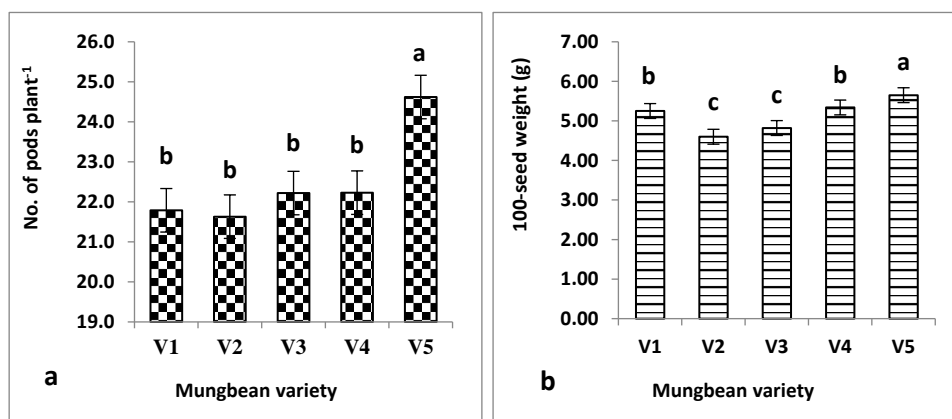 No. of pods plant⁻¹
26.0
25.0
24.0
23.0
22.0
21.0
20.0
19.0
b
b
b
b
a
V1 V2 V3 V4 V5
Mungbean variety
a
100-seed weight (g)
7.00
6.00
5.00
4.00
3.00
2.00
1.00
0.00
b
c
c
b
a
V1 V2 V3 V4 V5
Mungbean variety
b